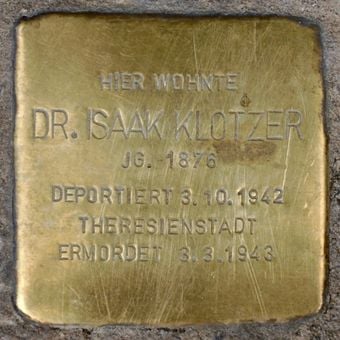 HIER WOHNTE
DR. ISAAK KLOTZER
JG. 1876
DEPORTIERT 3.10.1942
THERESIENSTADT
ERMORDET 3.3.1943